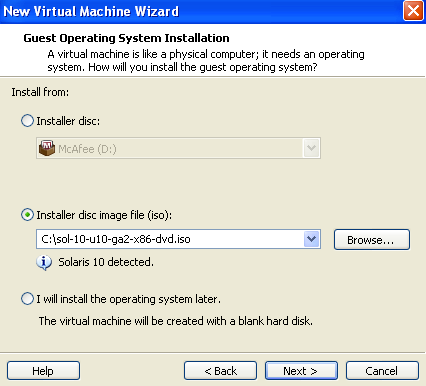 New Virtual Machine Wizard
Guest Operating System Installation
A virtual machine is like a physical computer; it needs an operating
system. How will you install the guest operating system?
Install from:
Installer disc:
McAfee (D:)
Installer disc image file (iso):
C:\sol-10-u10-ga2-x86-dvd.iso
Browse...
Solaris 10 detected.
I will install the operating system later.
The virtual machine will be created with a blank hard disk.
Help
< Back
Next >
Cancel